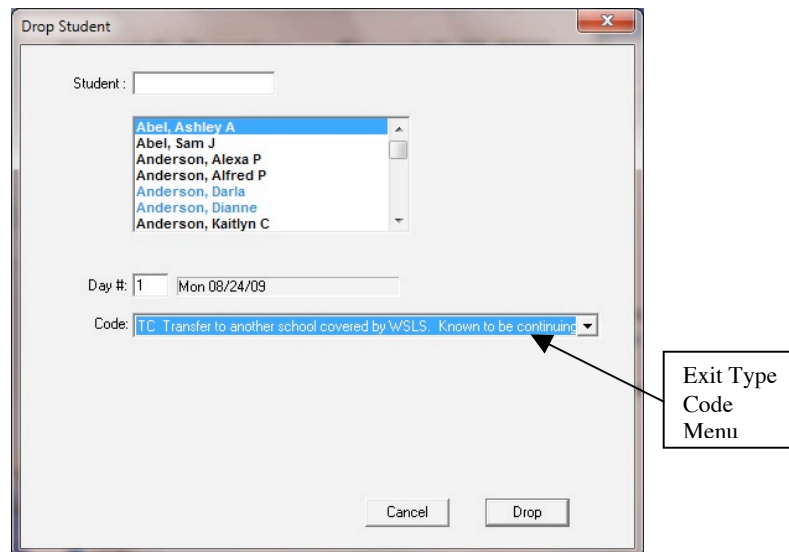 Drop Student
Student :
Abel, Ashley A
Abel, Sam J
Anderson, Alexa P
Anderson, Alfred P
Anderson, Darla
Anderson, Dianne
Anderson, Kaitlyn C
Day #: 1 Mon 08/24/09
Code: TC Transfer to another school covered by WSLS. Known to be continuing
Exit Type
Code
Menu
Cancel Drop